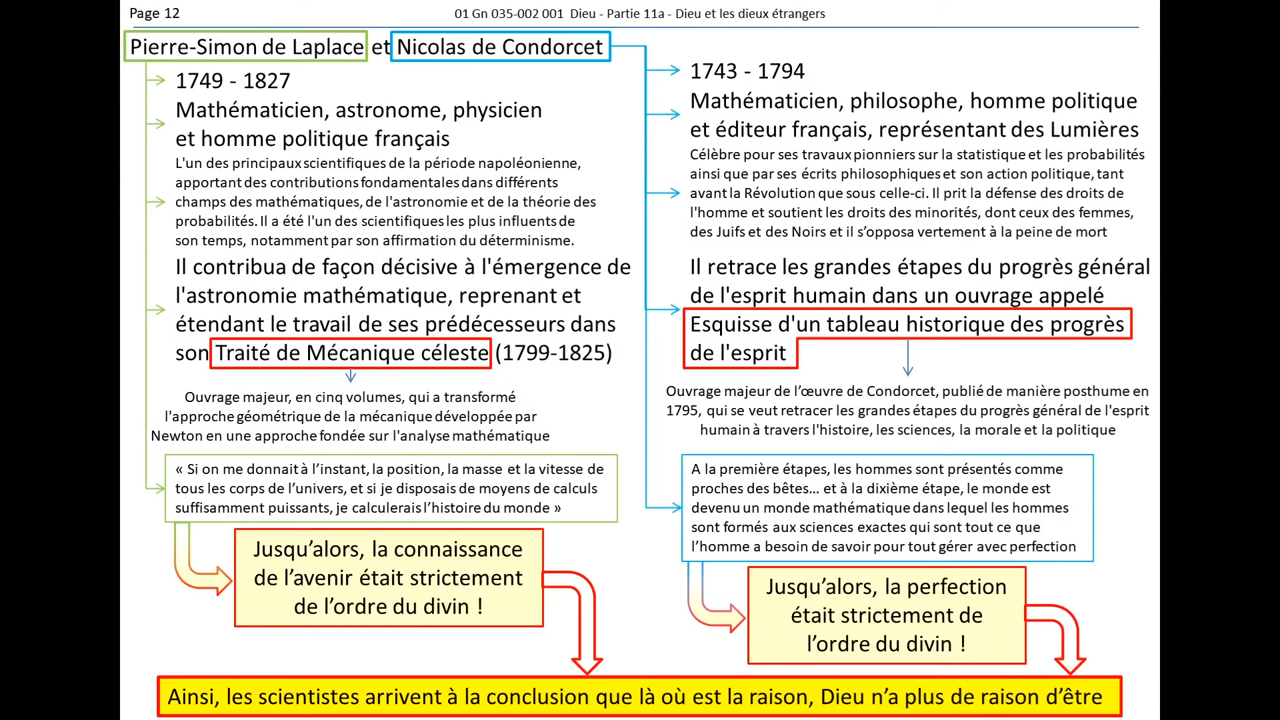 Page 12
01 Gn 035-002 001 Dieu - Partie 11a - Dieu et les dieux étrangers
Pierre-Simon de Laplace et Nicolas de Condorcet
1749 - 1827
Mathématicien, astronome, physicien
et homme politique français
L'un des principaux scientifiques de la période napoléonienne,
apportant des contributions fondamentales dans différents
champs des mathématiques, de l'astronomie et de la théorie des
probabilités. Il a été l'un des scientifiques les plus influents de
son temps, notamment par son affirmation du déterminisme.
Il contribua de façon décisive à l'émergence de
l'astronomie mathématique, reprenant et
étendant le travail de ses prédécesseurs dans
son Traité de Mécanique céleste (1799-1825)
Ouvrage majeur, en cinq volumes, qui a transformé
l'approche géométrique de la mécanique développée par
Newton en une approche fondée sur l'analyse mathématique
« Si on me donnait à l’instant, la position, la masse et la vitesse de
tous les corps de l’univers, et si je disposais de moyens de calculs
suffisamment puissants, je calculerais l’histoire du monde »
Jusqu’alors, la connaissance
de l’avenir était strictement
de l’ordre du divin !
1743 - 1794
Mathématicien, philosophe, homme politique
et éditeur français, représentant des Lumières
Célèbre pour ses travaux pionniers sur la statistique et les probabilités
ainsi que par ses écrits philosophiques et son action politique, tant
avant la Révolution que sous celle-ci. Il prit la défense des droits de
l'homme et soutient les droits des minorités, dont ceux des femmes,
des Juifs et des Noirs et il s’opposa vertement à la peine de mort
Il retrace les grandes étapes du progrès général
de l'esprit humain dans un ouvrage appelé
Esquisse d'un tableau historique des progrès
de l'esprit
Ouvrage majeur de l’œuvre de Condorcet, publié de manière posthume en
1795, qui se veut retracer les grandes étapes du progrès général de l'esprit
humain à travers l'histoire, les sciences, la morale et la politique
A la première étapes, les hommes sont présentés comme
proches des bêtes… et à la dixième étape, le monde est
devenu un monde mathématique dans lequel les hommes
sont formés aux sciences exactes qui sont tout ce que
l’homme a besoin de savoir pour tout gérer avec perfection
Jusqu’alors, la perfection
était strictement de
l’ordre du divin !
Ainsi, les scientistes arrivent à la conclusion que là où est la raison, Dieu n’a plus de raison d’être